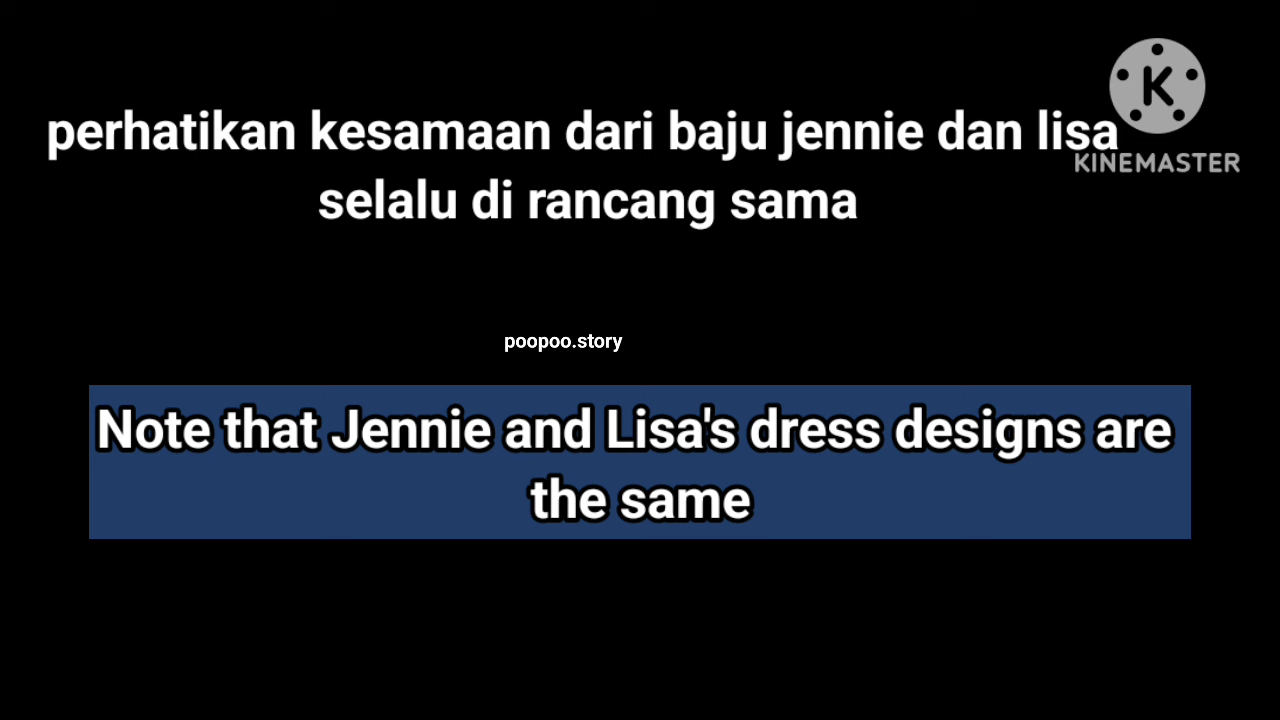 perhatikan kesamaan dari baju jennie dan lisa
selalu di rancang sama
K
KINEMASTER
poopoo.story
Note that Jennie and Lisa's dress designs are
the same